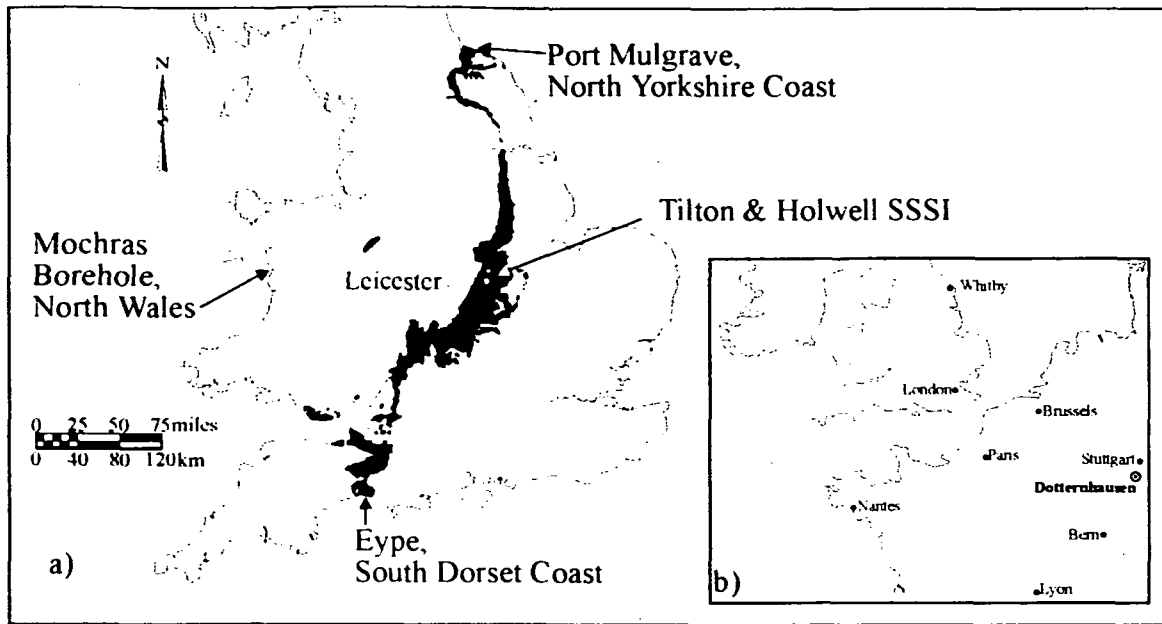 N
Port Mulgrave,
North Yorkshire Coast
Tilton & Holwell SSSI
Mochras
Borehole,
North Wales
Leicester
0 25 50 75miles
0 40 80 120km
Eype,
South Dorset Coast
a)
Whitby
London
Brussels
Paris
Stuttgart
Dotternhausen
Nantes
Bern
Lyon
b)